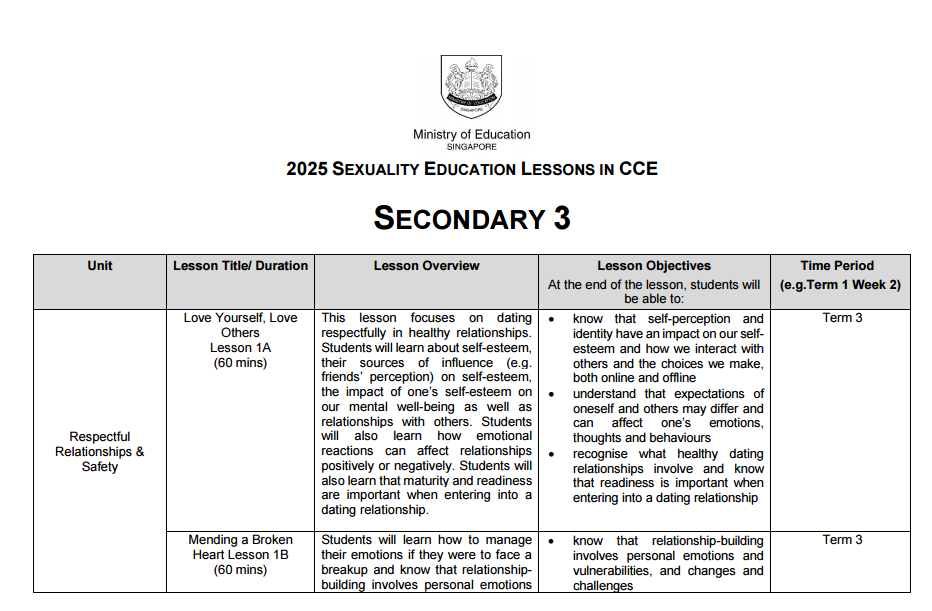 MINISTRY OF EDUCATION
SINGAPORE
Ministry of Education
SINGAPORE
2025 SEXUALITY EDUCATION LESSONS IN CCE
SECONDARY 3
Unit
Lesson Title/ Duration
Lesson Overview
Lesson Objectives
At the end of the lesson, students will
be able to:
Time Period
(e.g.Term 1 Week 2)
Respectful
Relationships &
Safety
Love Yourself, Love
Others
Lesson 1A
(60 mins)
This lesson focuses on dating
respectfully in healthy relationships.
Students will learn about self-esteem,
their sources of influence (e.g.
friends' perception) on self-esteem,
the impact of one's self-esteem on
our mental well-being as well as
relationships with others. Students
will also learn how emotional
reactions can affect relationships
positively or negatively. Students will
also learn that maturity and readiness
are important when entering into a
dating relationship.
• know that self-perception and
identity have an impact on our self-
esteem and how we interact with
others and the choices we make,
both online and offline
• understand that expectations of
oneself and others may differ and
can affect one's emotions,
thoughts and behaviours
• recognise what healthy dating
relationships involve and know
that readiness is important when
entering into a dating relationship
Term 3
Mending a Broken
Heart Lesson 1B
(60 mins)
Students will learn how to manage
their emotions if they were to face a
breakup and know that relationship-
building involves personal emotions
• know that relationship-building
involves personal emotions and
vulnerabilities, and changes and
challenges
Term 3